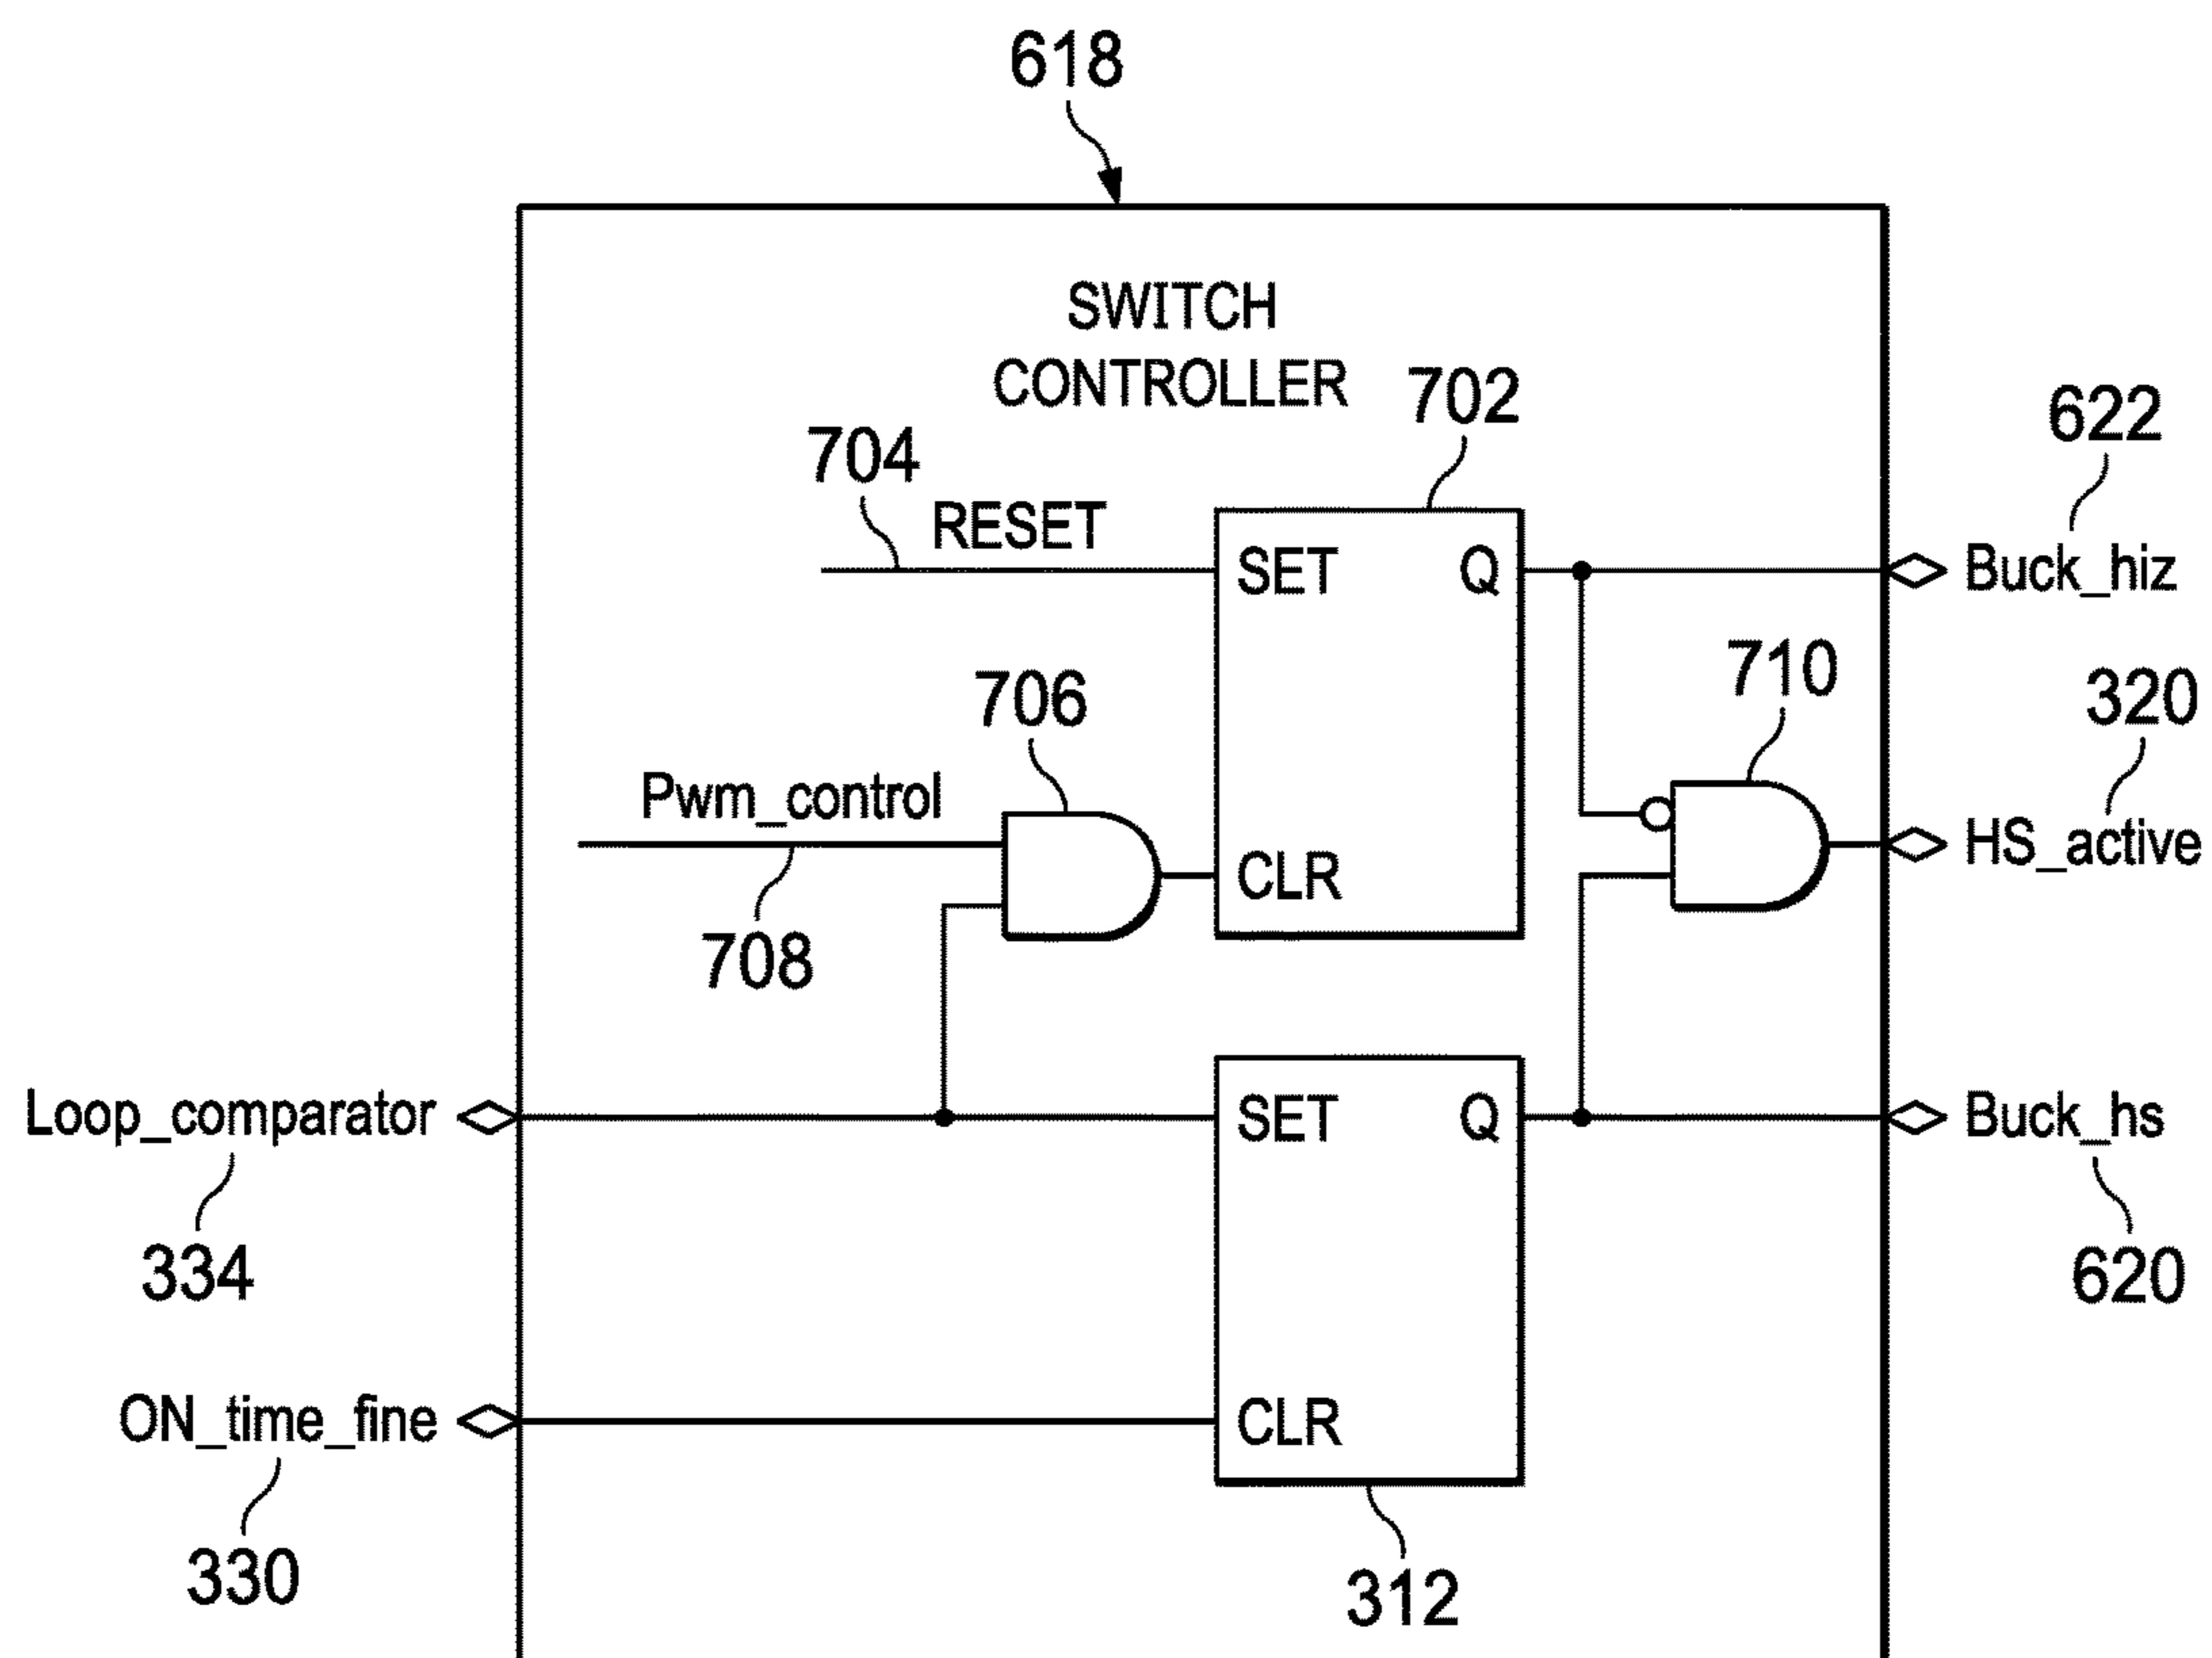 618
SWITCH
CONTROLLER
702
704
RESET
622
SET
Q
Buck_hiz
706
710
320
Pwm_control
HS_active
CLR
708
Loop_comparator
SET
Q
Buck_hs
334
620
ON_time_fine
CLR
330
312